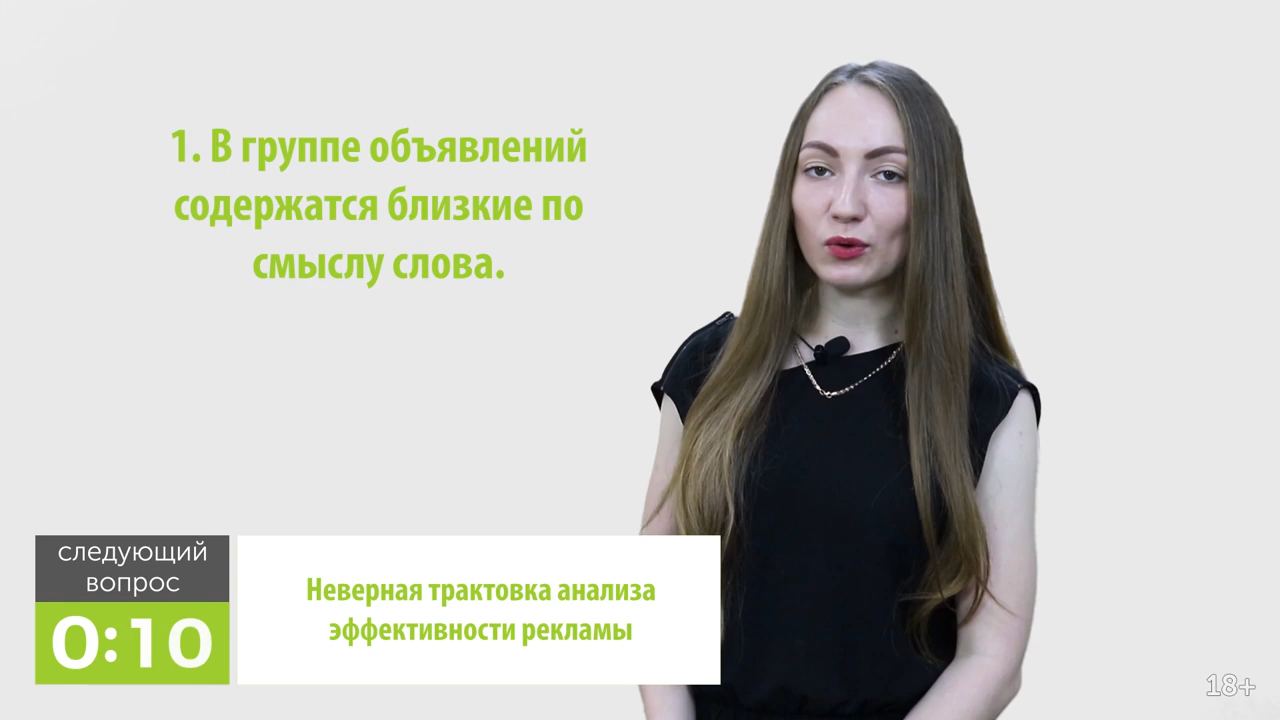 1. В группе объявлений
содержатся близкие по
смыслу слова.
следующий
вопрос
0:10
Неверная трактовка анализа
эффективности рекламы
18+